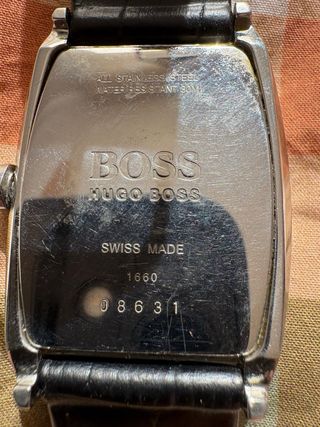 ALL STAINLESS STEEL
WATER RESISTANT 30M
BOSS
HUGO BOSS
SWISS MADE
1660
08631